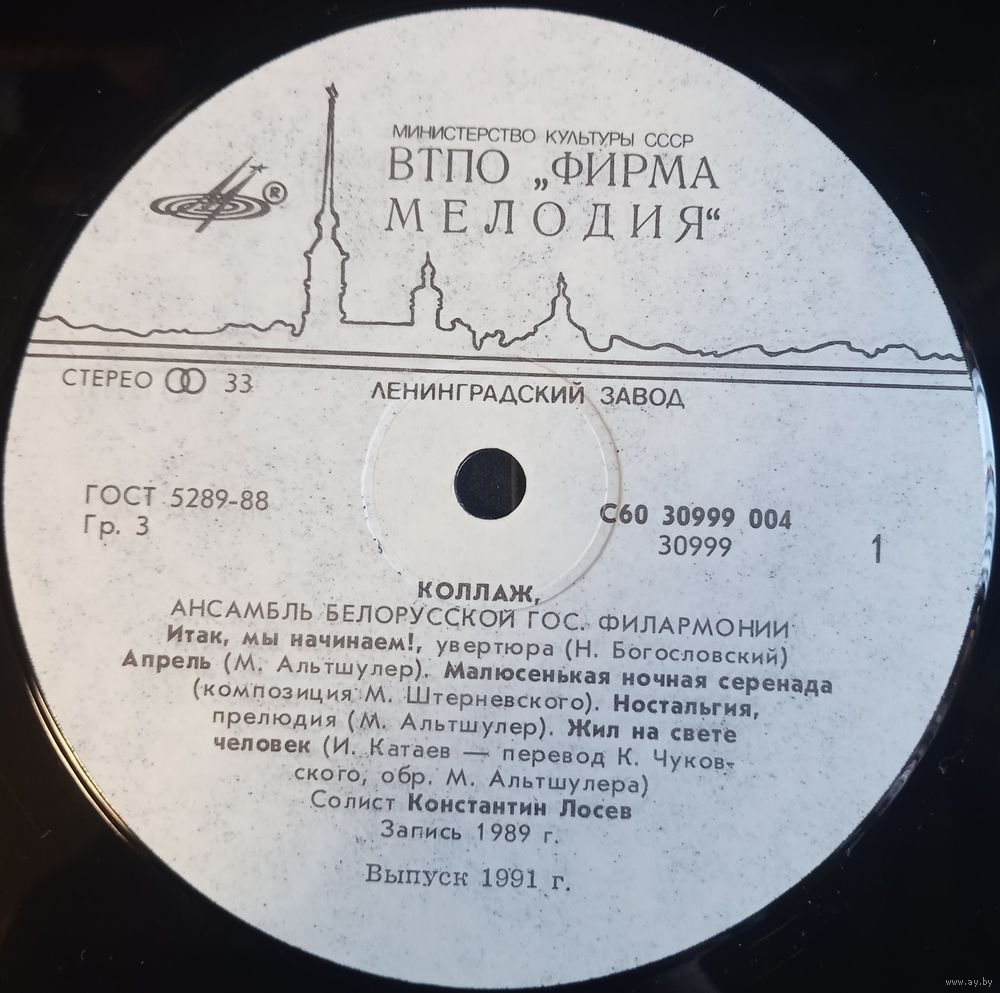 МИНИСТЕРСТВО КУЛЬТУРЫ СССР
ВТПО „ФИРМА
МЕЛОДИЯ“
®
СТЕРЕО 33
ЛЕНИНГРАДСКИЙ ЗАВОД
ГОСТ 5289-88
Гр. 3
С60 30999 004
30999
1
КОЛЛАЖ,
АНСАМБЛЬ БЕЛОРУССКОЙ ГОС. ФИЛАРМОНИИ
Итак, мы начинаем!, увертюра (Н. Богословский)
Апрель (М. Альтшулер). Малюсенькая ночная серенада
(композиция М. Штерневского). Ностальгия,
прелюдия (М. Альтшулер). Жил на свете
человек (И. Катаев — перевод К. Чуков-
ского, обр. М. Альтшулера)
Солист Константин Лосев
Запись 1989 г.
Выпуск 1991 г.
www.ay.by